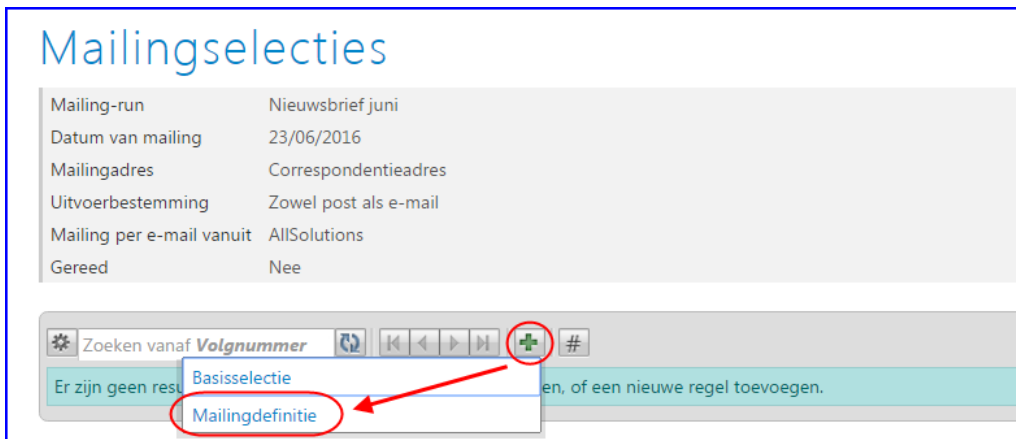 Mailingselecties
Mailing-run Nieuwsbrief juni
Datum van mailing 23/06/2016
Mailingadres Correspondentieadres
Uitvoerbestemming Zowel post als e-mail
Mailing per e-mail vanuit AllSolutions
Gereed Nee
Zoeken vanaf Volgnummer #
Basisselectie
Er zijn geen resu en, of een nieuwe regel toevoegen.
Mailingdefinitie